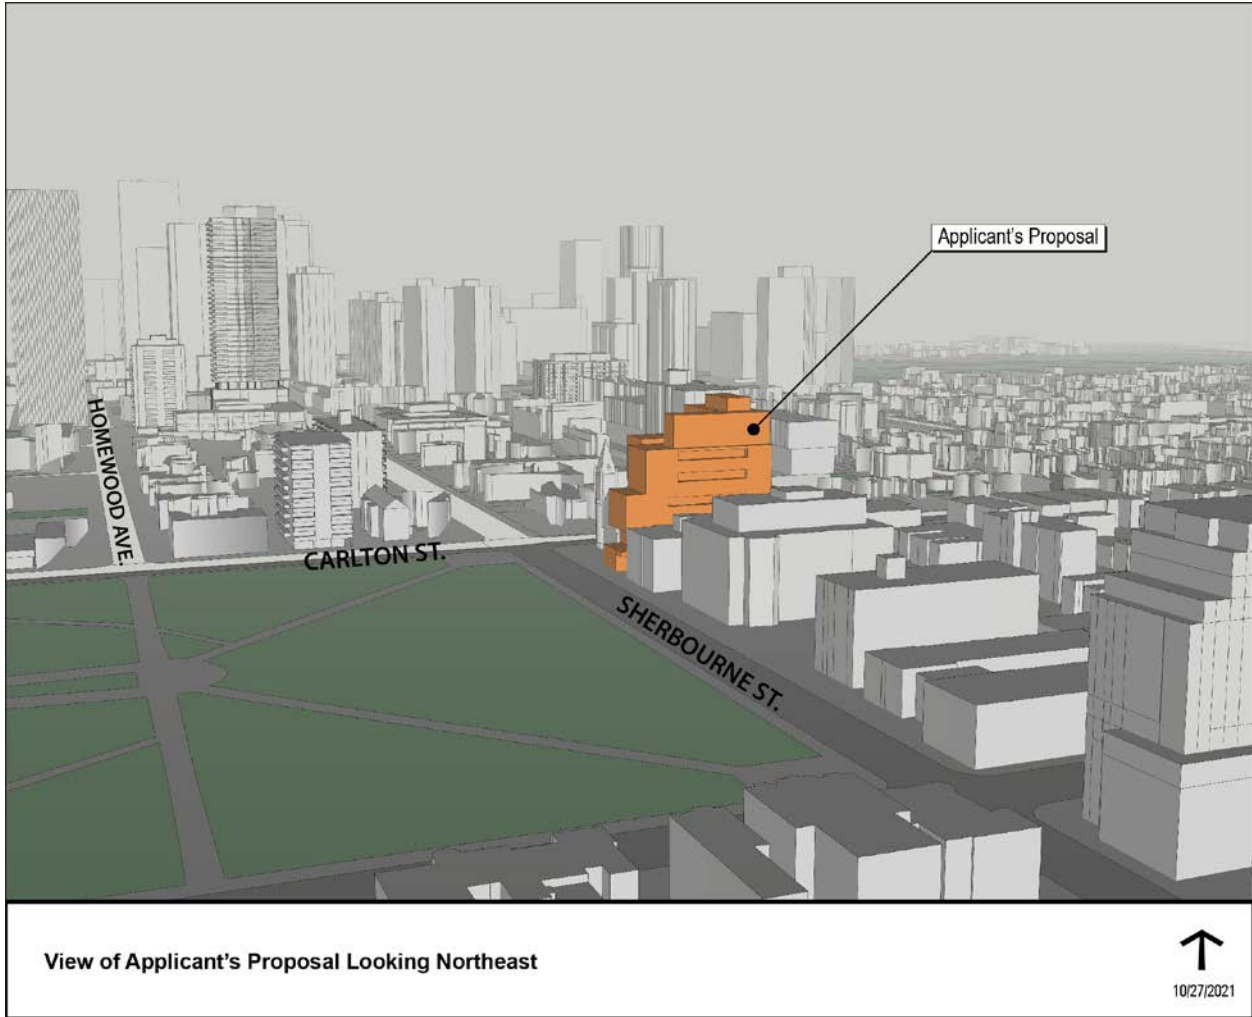 Applicant's Proposal
HOMEWOOD AVE.
CARLTON ST.
SHERBOURNE ST.
View of Applicant's Proposal Looking Northeast
10/27/2021